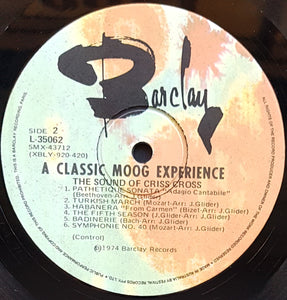 Barclay
SIDE 2
L-35062
SMX-43712
(XBLY-920-420)
A CLASSIC MOOG EXPERIENCE
THE SOUND OF CRISS CROSS
1. PATHETIQUE SONATA "Adagio Cantabile"
(Beethoven-Arr: J.Glider)
2. TURKISH MARCH (Mozart-Arr: J.Glider)
3. HABANERA "From Carmen" (Bizet-Arr: J.Glider)
4. THE FIFTH SEASON (J.Glider-Arr: J.Glider)
5. BADINERIE (Bach-Arr: J.Glider)
6. SYMPHONIE No. 40 (Mozart-Arr: J.Glider)
(Control)
©1974 Barclay Records